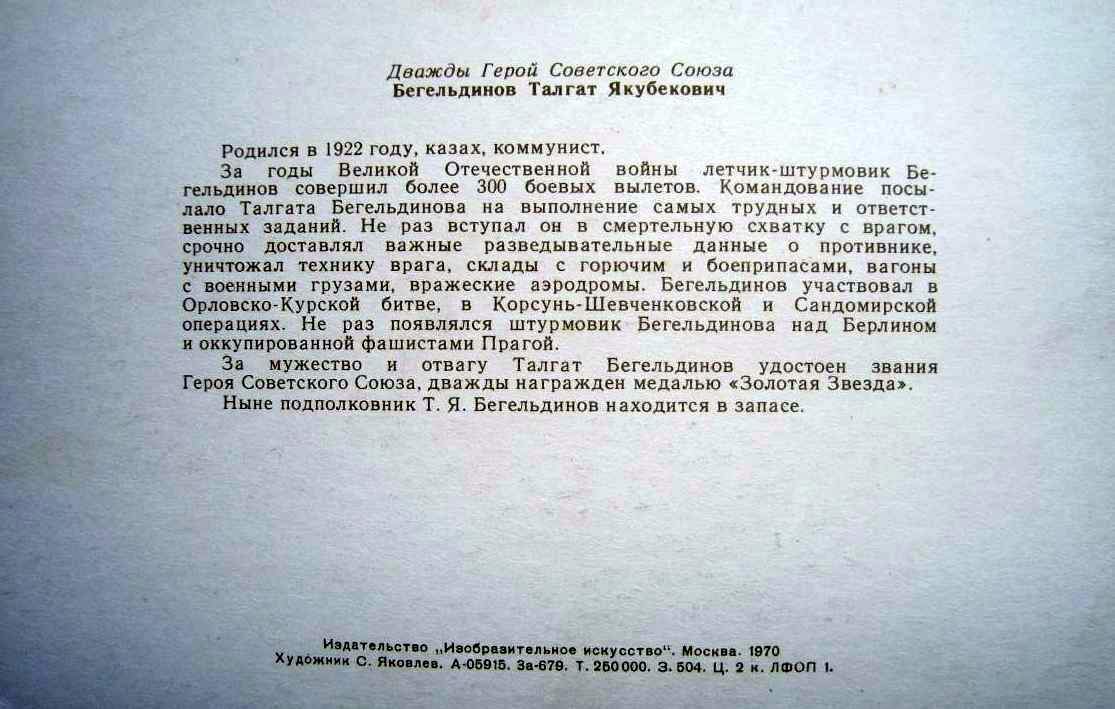 Дважды Герой Советского Союза
Бегельдинов Талгат Якубекович
Родился в 1922 году, казах, коммунист.
За годы Великой Отечественной войны летчик-штурмовик Бе-
гельдинов совершил более 300 боевых вылетов. Командование посы-
лало Талгата Бегельдинова на выполнение самых трудных и ответст-
венных заданий. Не раз вступал он в смертельную схватку с врагом,
срочно доставлял важные разведывательные данные о противнике,
уничтожал технику врага, склады с горючим и боеприпасами, вагоны
с военными грузами, вражеские аэродромы. Бегельдинов участвовал в
Орловско-Курской битве, в Корсунь-Шевченковской и Сандомирской
операциях. Не раз появлялся штурмовик Бегельдинова над Берлином
и оккупированной фашистами Прагой.
За мужество и отвагу Талгат Бегельдинов удостоен звания
Героя Советского Союза, дважды награжден медалью «Золотая Звезда».
Ныне подполковник Т. Я. Бегельдинов находится в запасе.
Издательство „Изобразительное искусство“. Москва. 1970
Художник С. Яковлев. А-05915. За-679. Т. 250 000. З. 504. Ц. 2 к. ЛФОП 1.